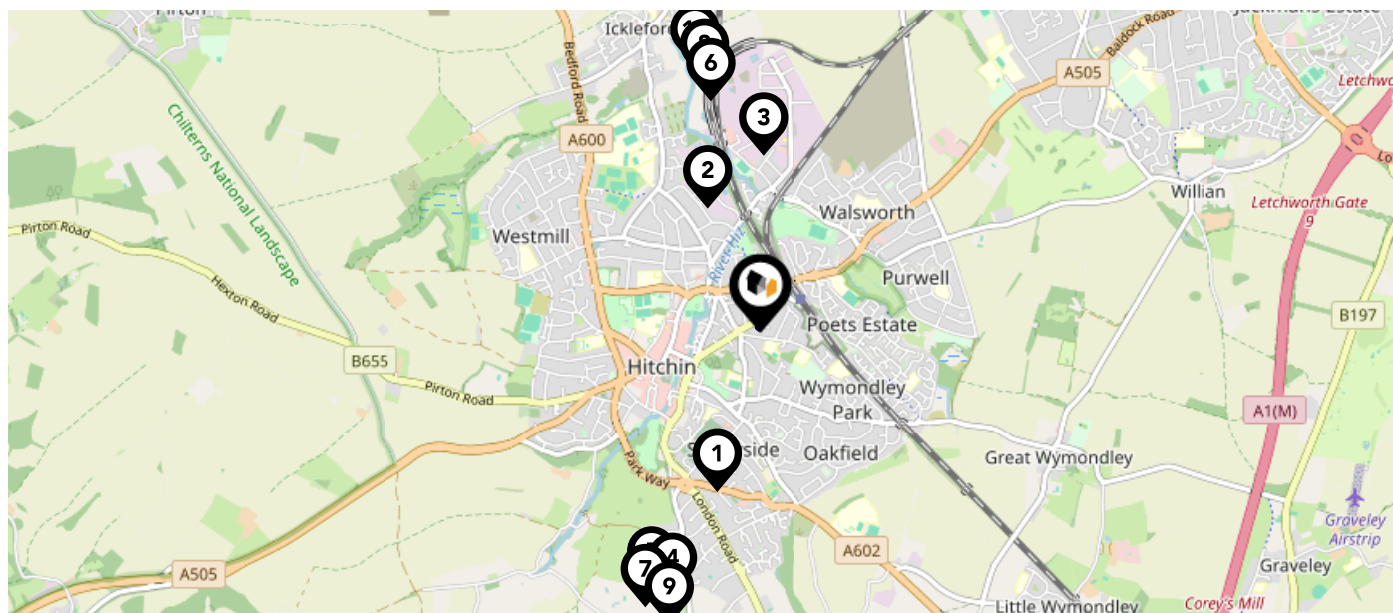 Pirton
Ickleford
6
3
2
1
4
7
9
Bedford Road
A600
Chilterns National Landscape
Pirton Road
Hexton Road
B655
Pirton Road
Westmill
River Hiz
Walsworth
Purwell
Poets Estate
Hitchin
Wymondley
Park
Oakfield
Park Way
London Road
A505
A602
Great Wymondley
Little Wymondley
Baldock Road
A505
Jackmans Estate
Willian
Letchworth Gate
9
B197
A1(M)
Graveley
Airstrip
Graveley
Corey's Mill